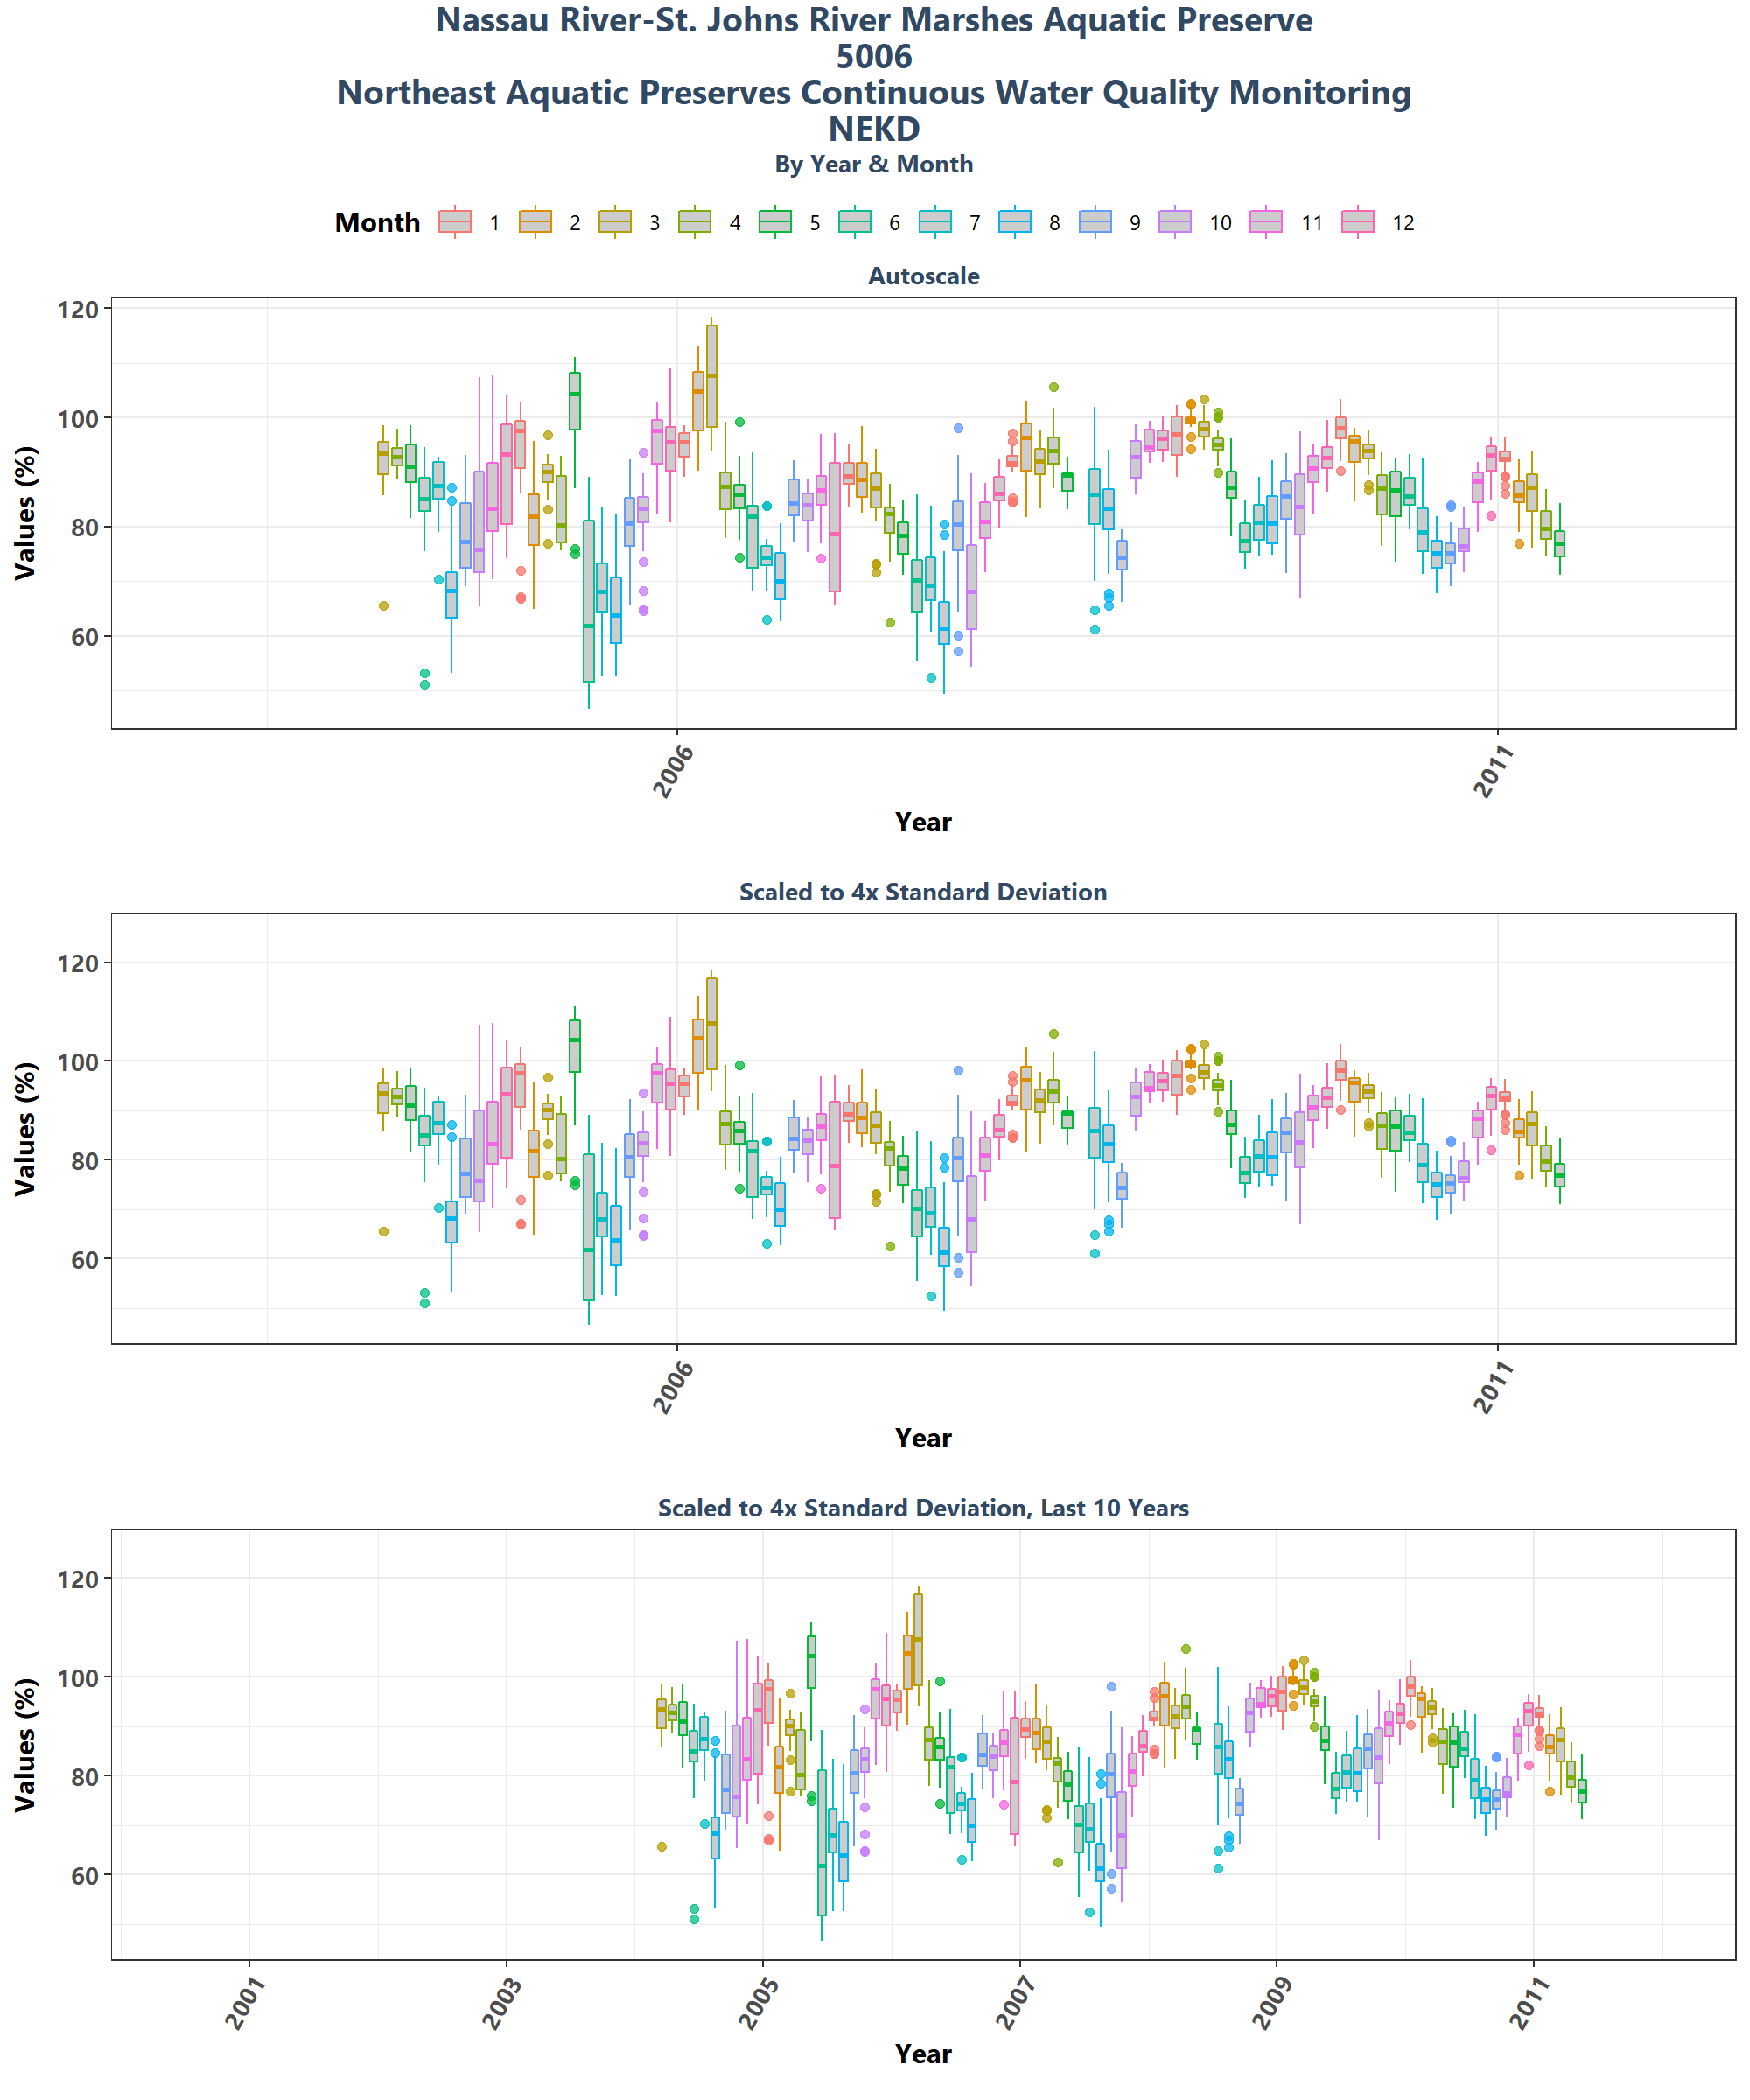 Nassau River-St. Johns River Marshes Aquatic Preserve
5006
Northeast Aquatic Preserves Continuous Water Quality Monitoring
NEKD
By Year & Month
Month 1 2 3 4 5 6 7 8 9 10 11 12
Autoscale
Values (%)
120
100
80
60
2006 2011
Year
Scaled to 4x Standard Deviation
Values (%)
120
100
80
60
2006 2011
Year
Scaled to 4x Standard Deviation, Last 10 Years
Values (%)
120
100
80
60
2001 2003 2005 2007 2009 2011
Year